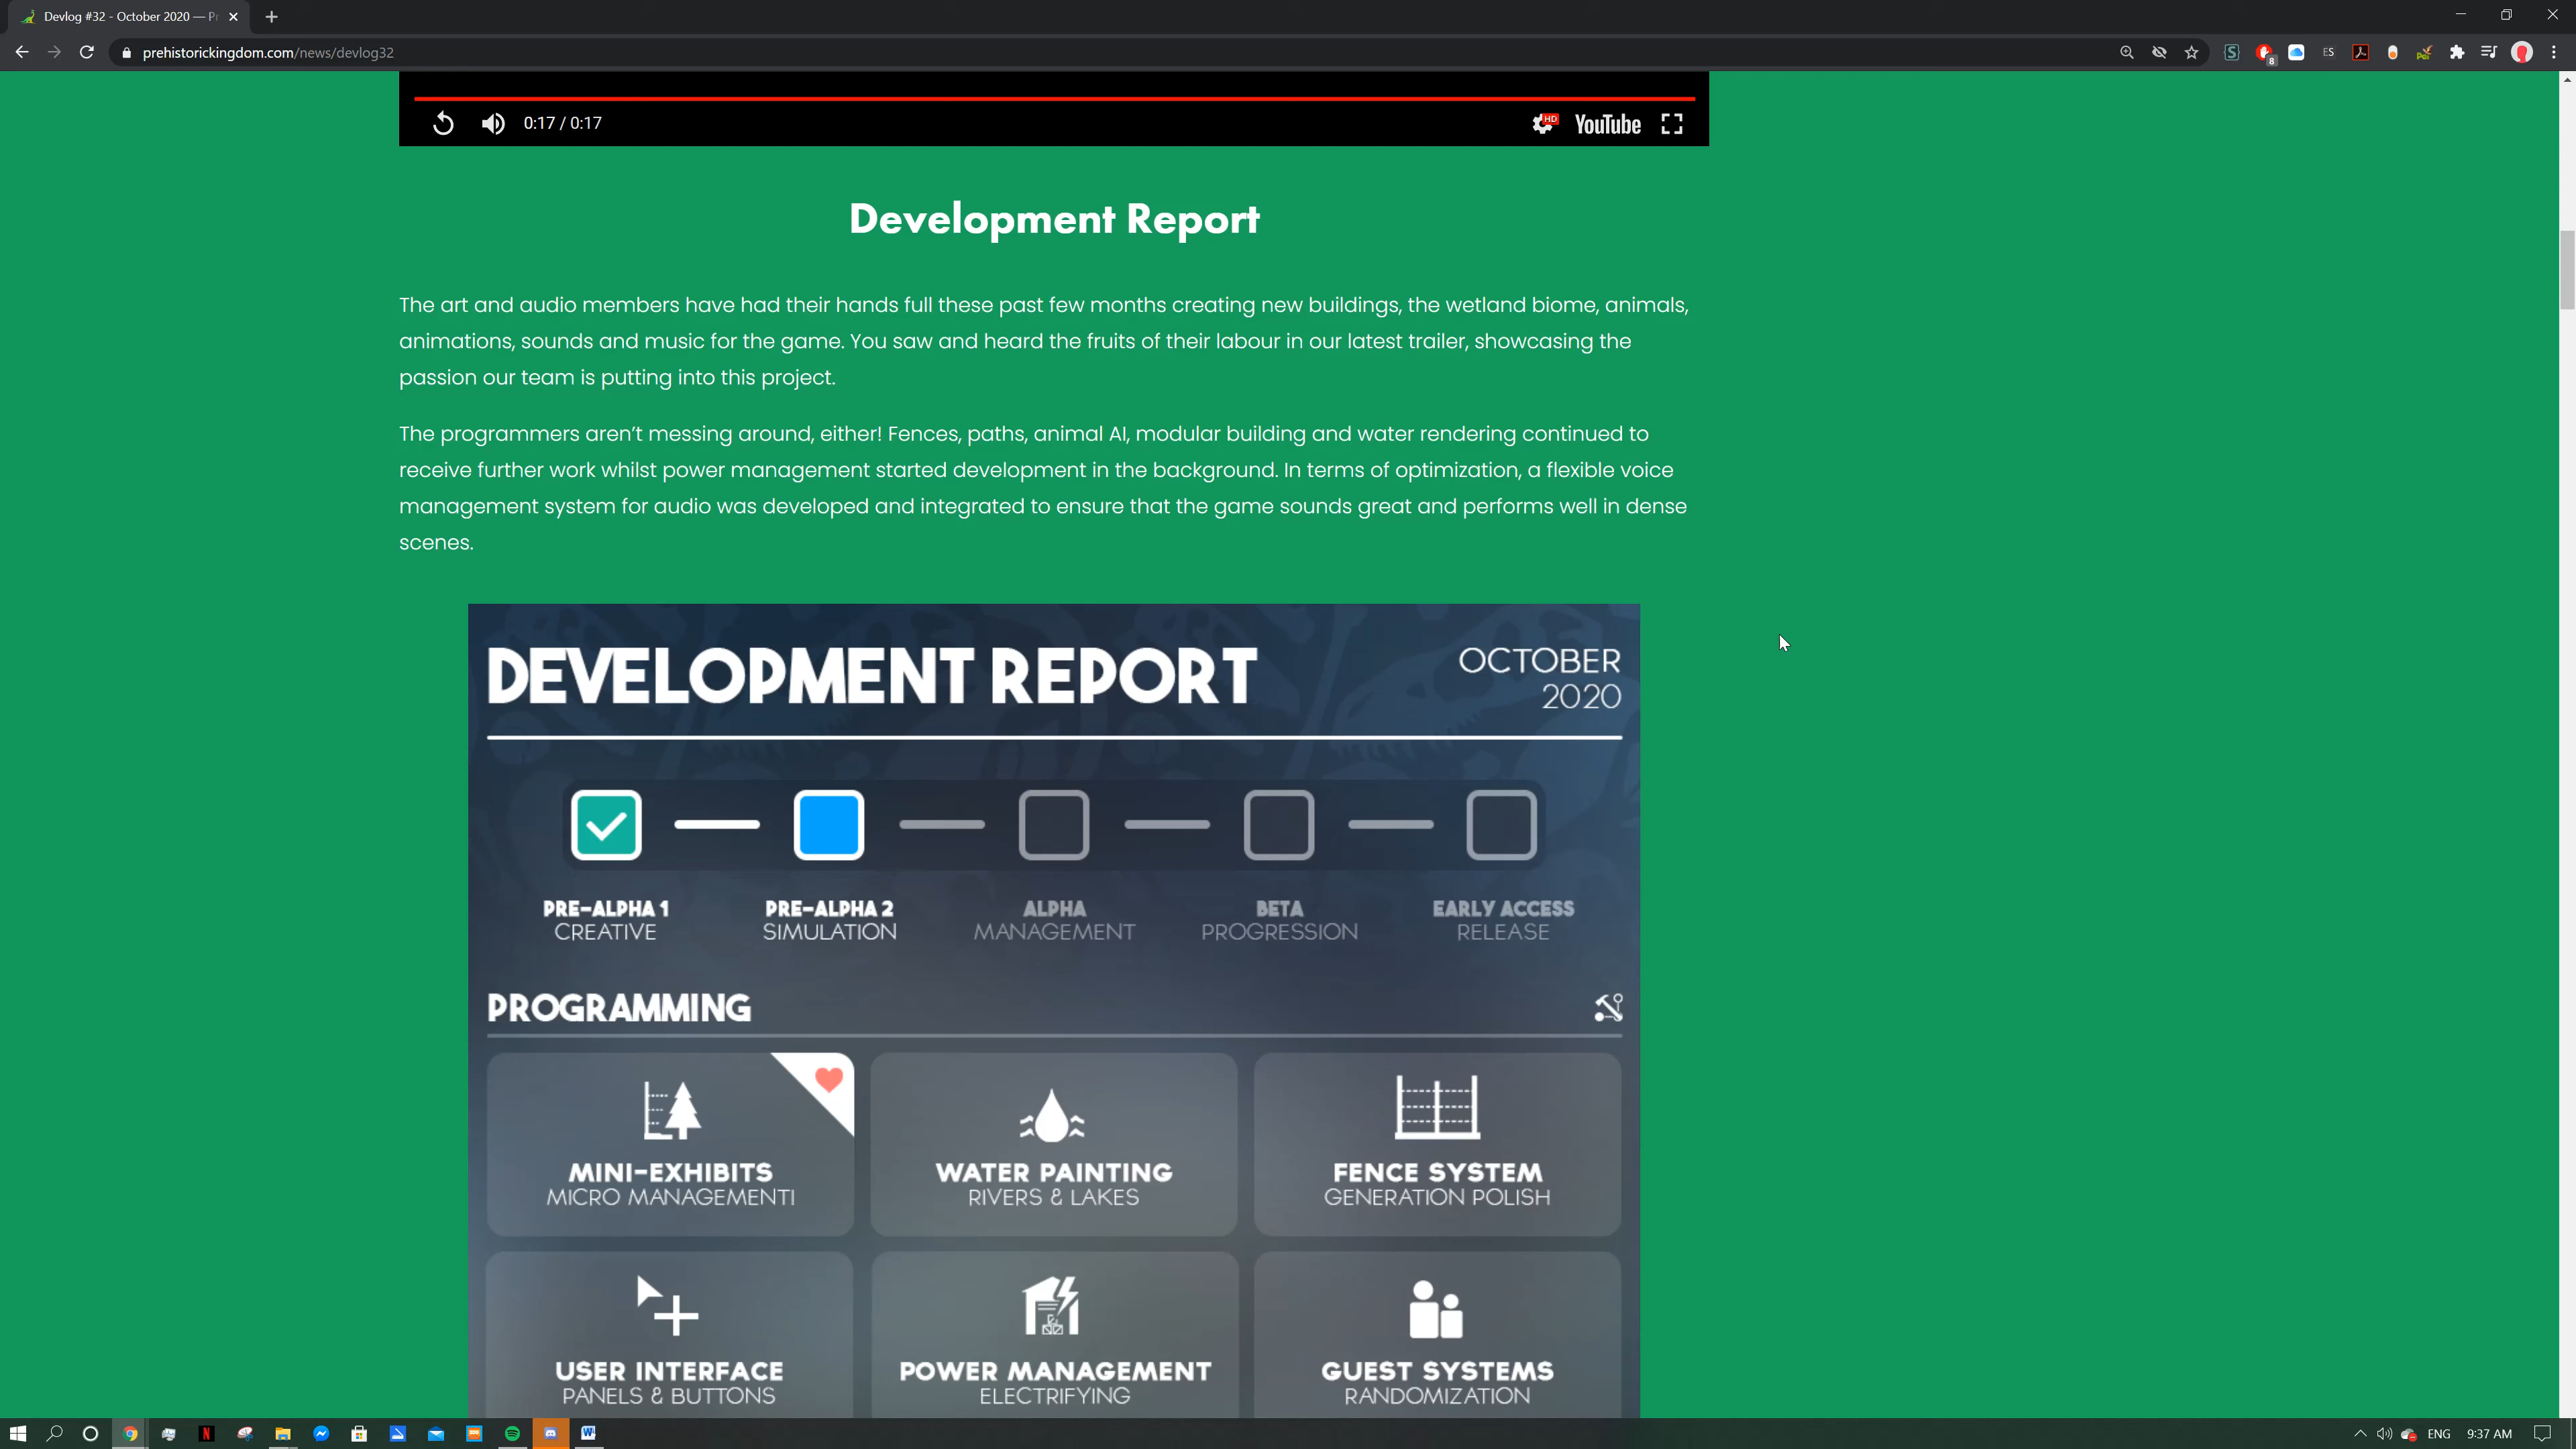 Devlog #32 - October 2020 — Pr
prehistorickingdom.com/news/devlog32
8
ES
0:17 / 0:17
HD
YouTube
Development Report
The art and audio members have had their hands full these past few months creating new buildings, the wetland biome, animals,
animations, sounds and music for the game. You saw and heard the fruits of their labour in our latest trailer, showcasing the
passion our team is putting into this project.
The programmers aren't messing around, either! Fences, paths, animal AI, modular building and water rendering continued to
receive further work whilst power management started development in the background. In terms of optimization, a flexible voice
management system for audio was developed and integrated to ensure that the game sounds great and performs well in dense
scenes.
DEVELOPMENT REPORT
OCTOBER
2020
PRE-ALPHA 1
CREATIVE
PRE-ALPHA 2
SIMULATION
ALPHA
MANAGEMENT
BETA
PROGRESSION
EARLY ACCESS
RELEASE
PROGRAMMING
MINI-EXHIBITS
MICRO MANAGEMENT!
WATER PAINTING
RIVERS & LAKES
FENCE SYSTEM
GENERATION POLISH
USER INTERFACE
PANELS & BUTTONS
POWER MANAGEMENT
ELECTRIFYING
GUEST SYSTEMS
RANDOMIZATION
ENG
9:37 AM